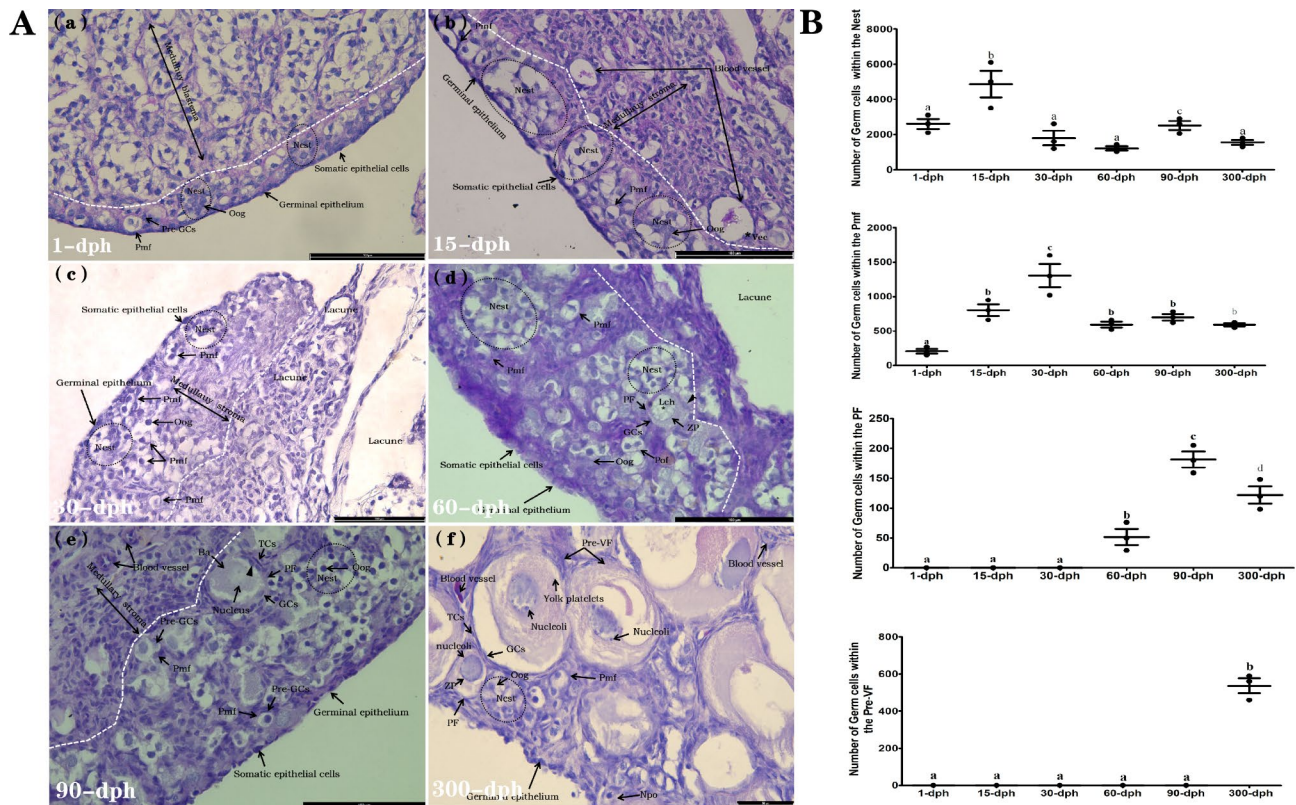 A
(a)
Medullary blastema
Nest
Somatic epithelial cells
Nest
Oog
Germinal epithelium
Pre-GCs
Pmf
1-dph
(b)
Pmf
Blood vessel
Germinal epithelium
Nest
Medullary stroma
Nest
Somatic epithelial cells
Pmf
Nest
Oog
*Vec
15-dph
(c)
Somatic epithelial cells
Nest
Lacune
Pmf
Germinal epithelium
Lacune
Pmf
Medullauy stroma
Oog
Nest
Pmf
Lacune
Pmf
30-dph
(d)
Lacune
Nest
Pmf
Pmf
Nest
PF
Lch
*
GCs
ZP
Somatic epithelial cells
Oog
Pof
Germinal epithelium
60-dph
(e)
TCs
Ba
PF
Oog
Blood vessel
Nest
Nucleus
GCs
Medullary stroma
Pre-GCs
Pmf
Pre-GCs
Pmf
Germinal epithelium
Somatic epithelial cells
90-dph
(f)
Pre-VF
Blood vessel
Blood vessel
Yolk platelets
TCs
Nucleoli
Nucleoli
nucleoli
GCs
Oog
Pmf
ZP
Nest
PF
Germinal epithelium
Npo
300-dph
B
Number of Germ cells within the Nest
8000
6000
4000
2000
0
a
b
a
a
c
a
1-dph 15-dph 30-dph 60-dph 90-dph 300-dph
Number of Germ cells within the Pmf
2000
1500
1000
500
0
a
b
c
b
b
b
1-dph 15-dph 30-dph 60-dph 90-dph 300-dph
Number of Germ cells within the PF
250
200
150
100
50
0
a
a
a
b
c
d
1-dph 15-dph 30-dph 60-dph 90-dph 300-dph
Number of Germ cells within
the Pre-VF
800
600
400
200
0
a
a
a
a
a
b
1-dph 15-dph 30-dph 60-dph 90-dph 300-dph